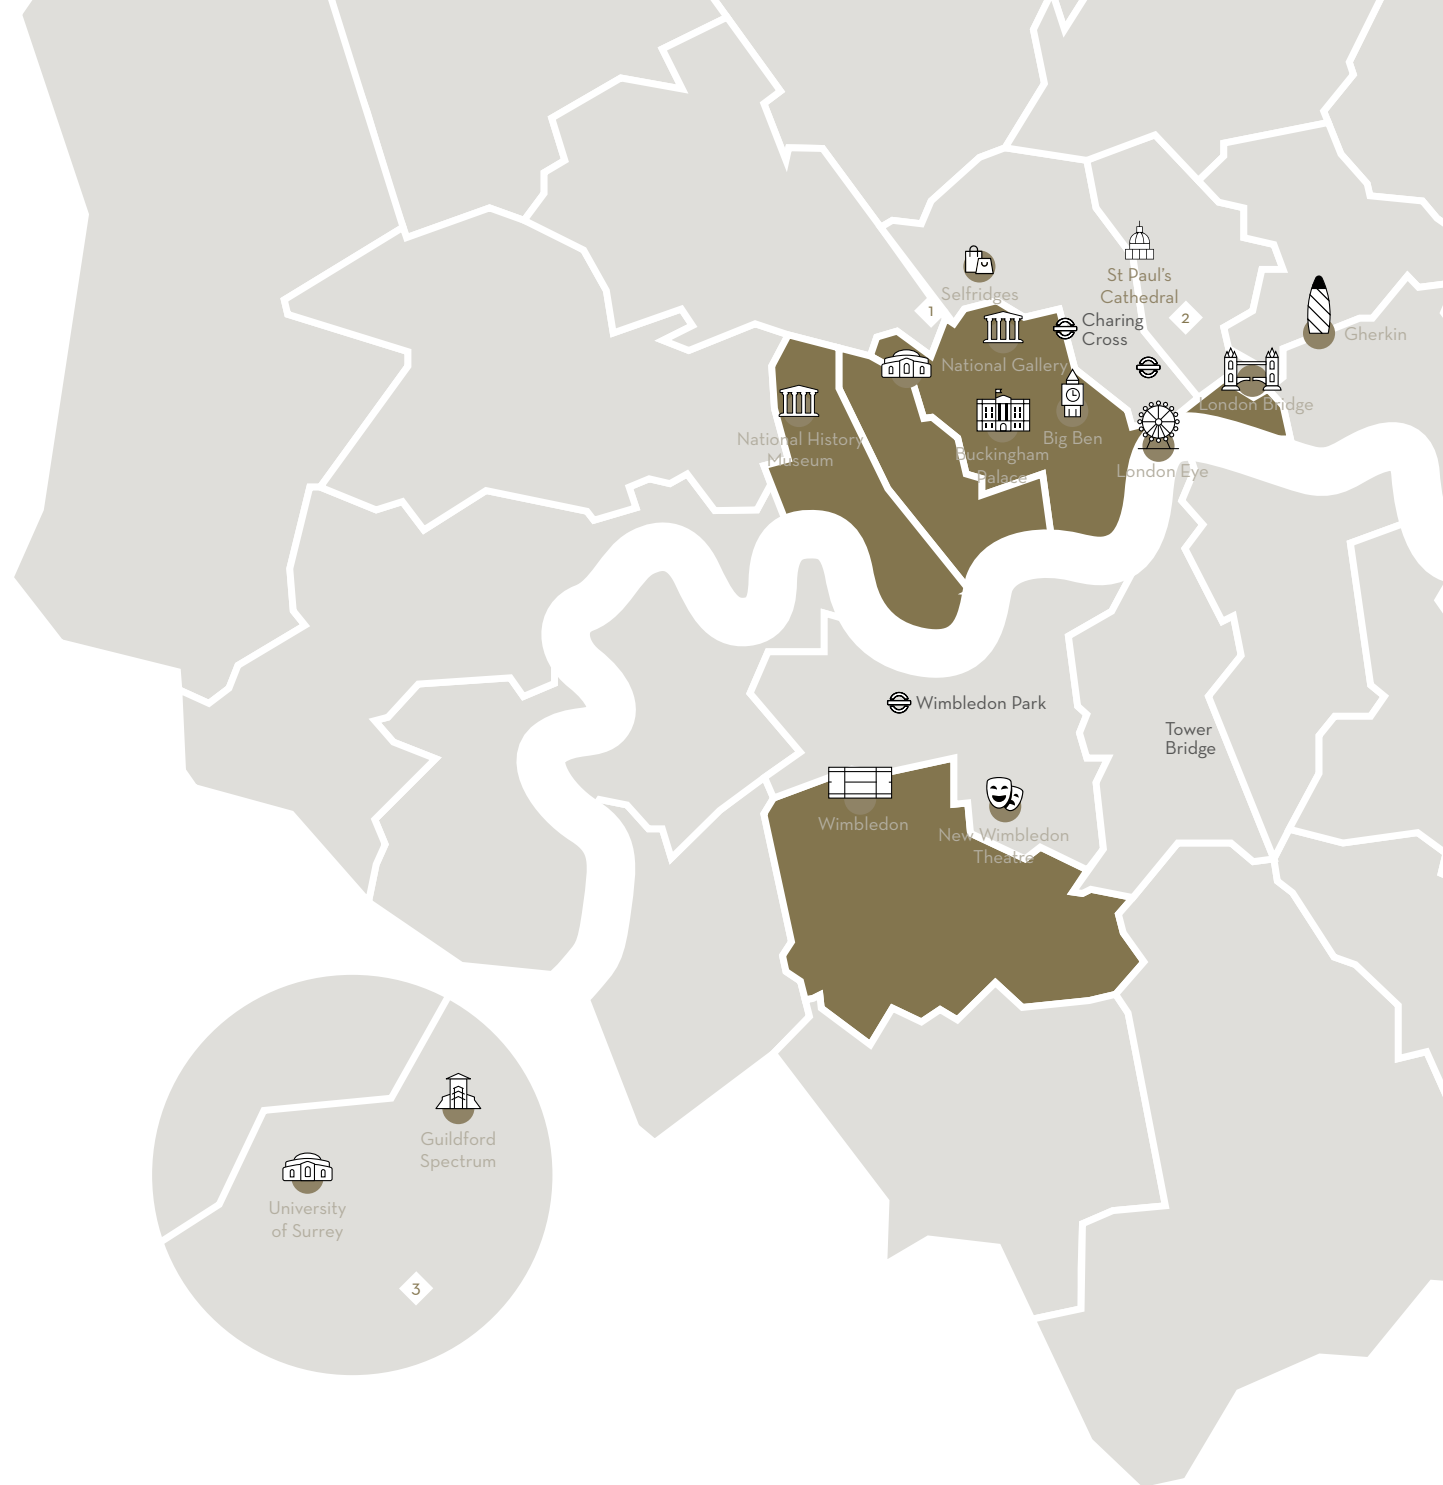 St Paul's
Cathedral
Selfridges
1
2
Charing
Cross
Gherkin
National Gallery
London Bridge
National History
Museum
Big Ben
Buckingham
Palace
London Eye
Wimbledon Park
Tower
Bridge
Wimbledon
New Wimbledon
Theatre
Guildford
Spectrum
University
of Surrey
3